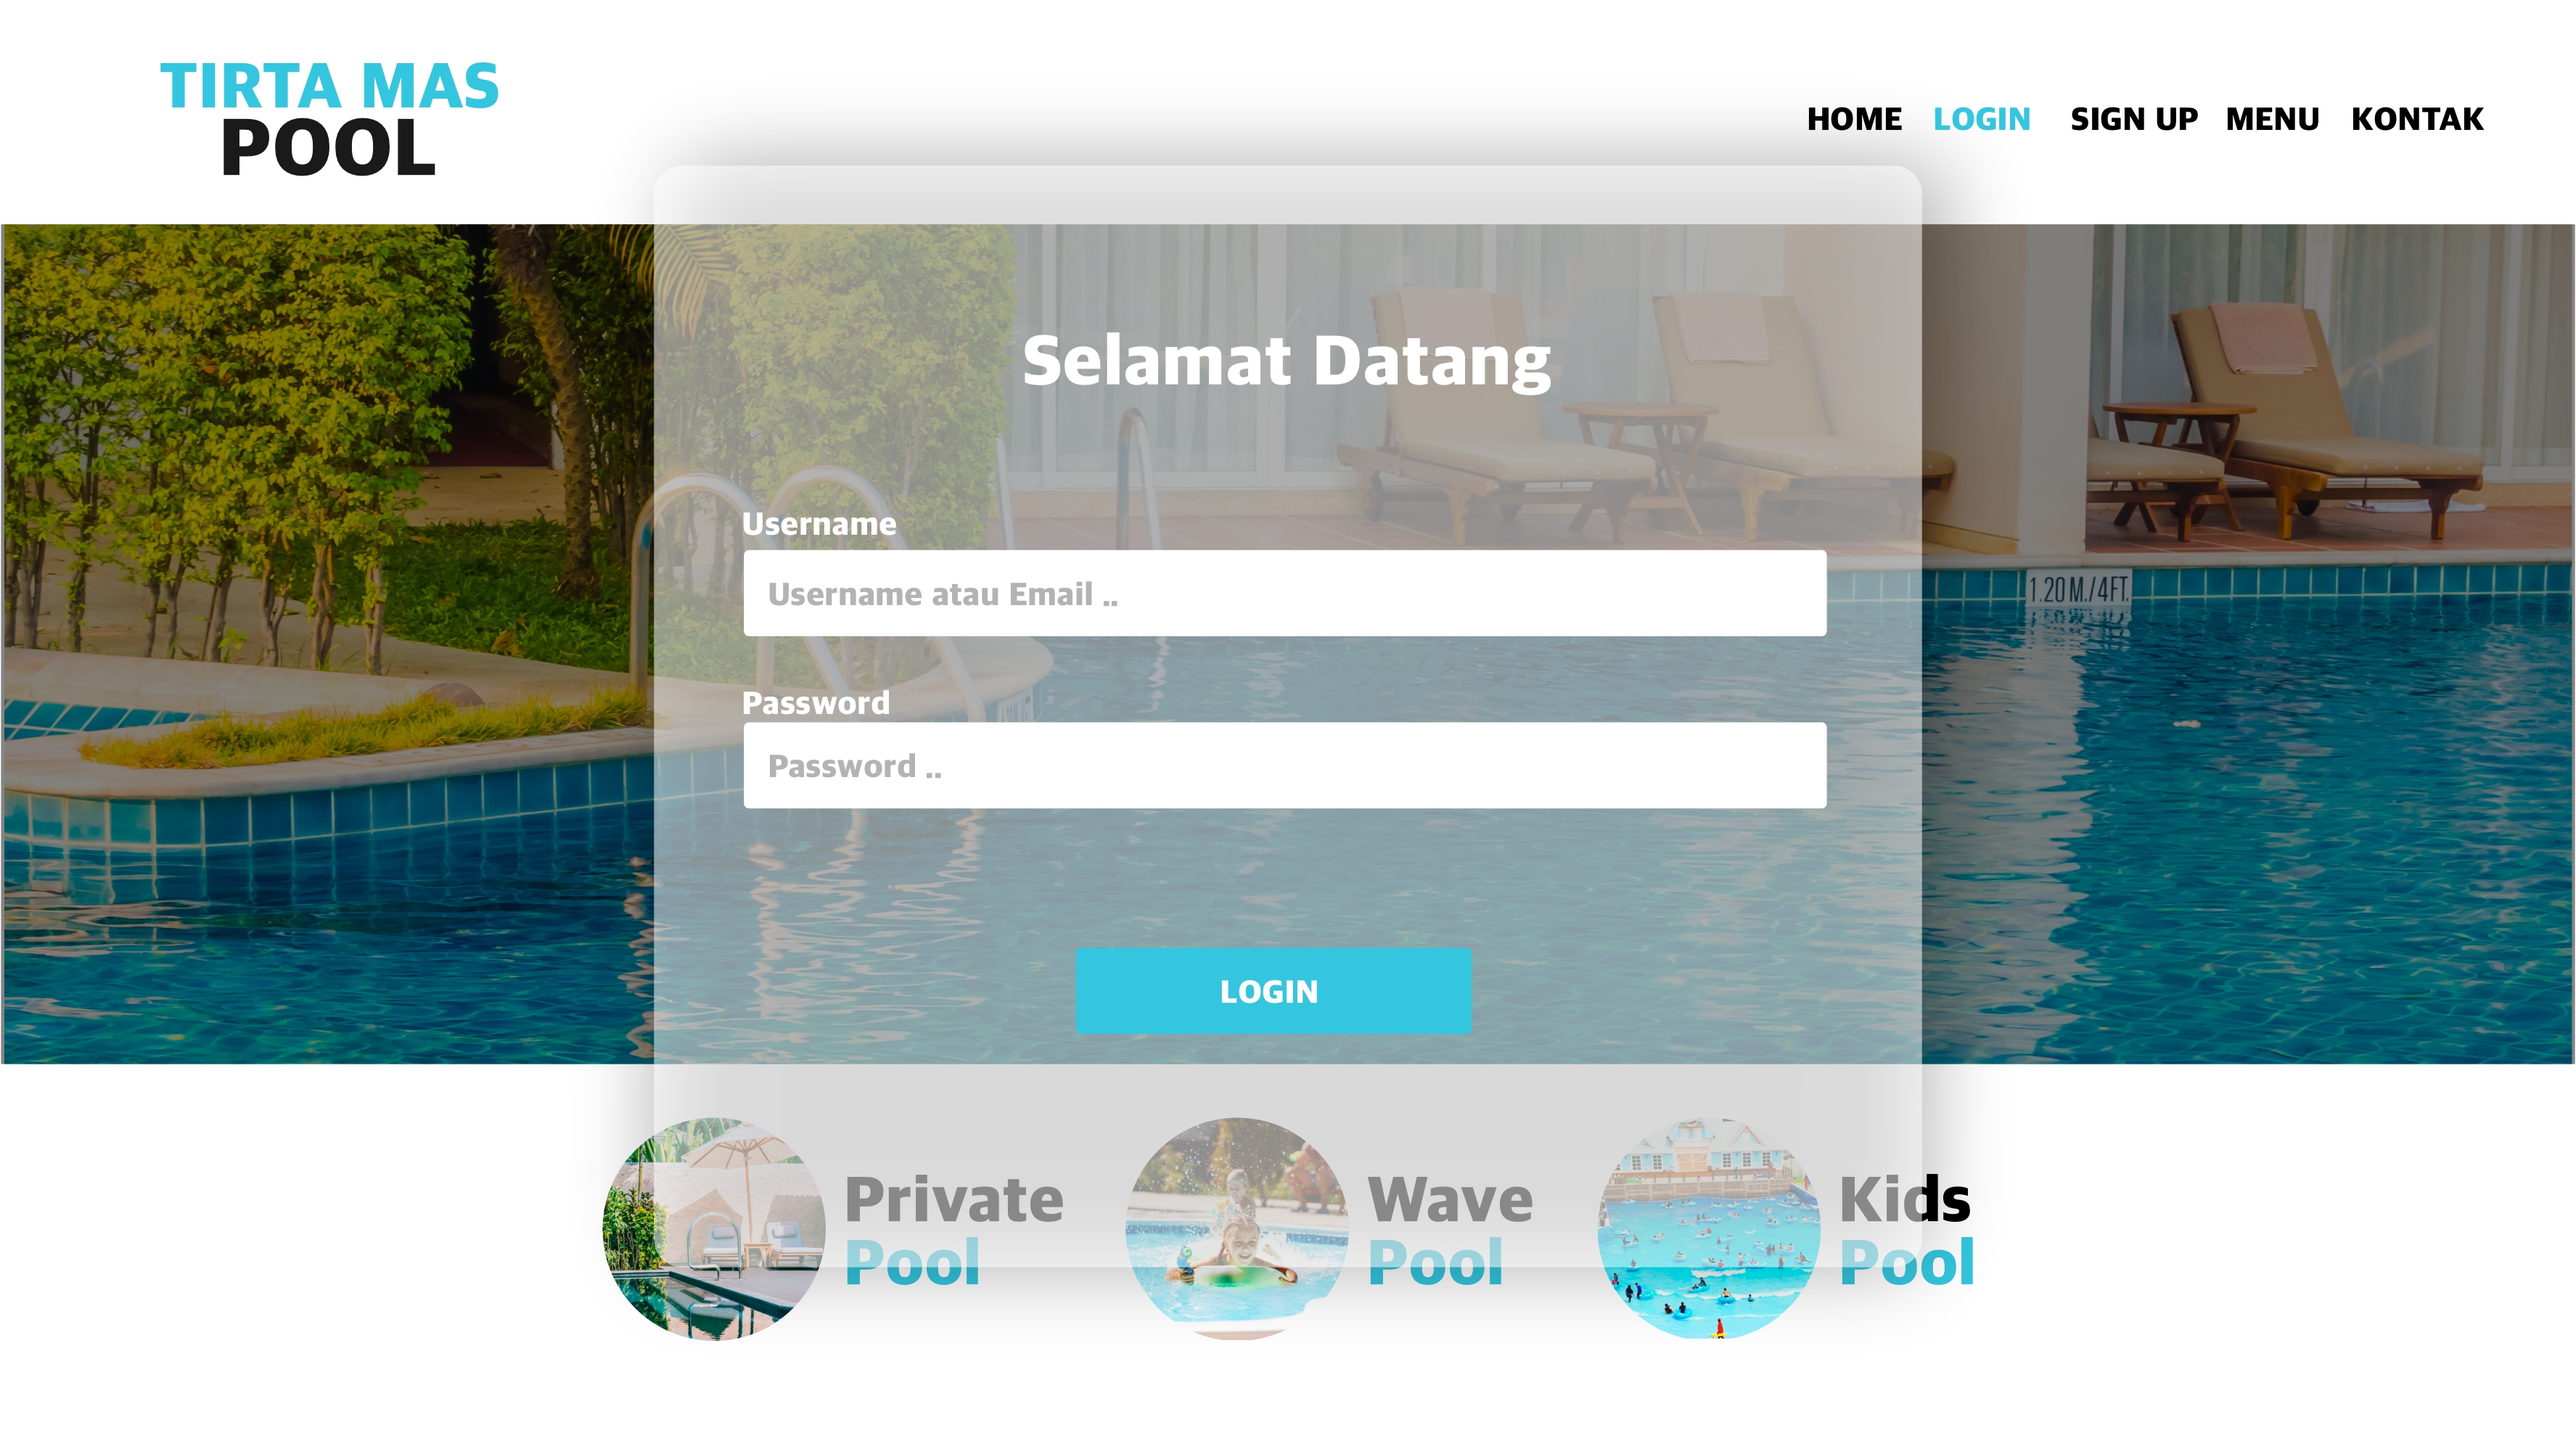 TIRTA MAS
POOL
HOME LOGIN SIGN UP MENU KONTAK
Selamat Datang
Username
Username atau Email ..
1.20 M./4FT.
Password
Password ..
LOGIN
Private
Pool
Wave
Pool
Kids
Pool